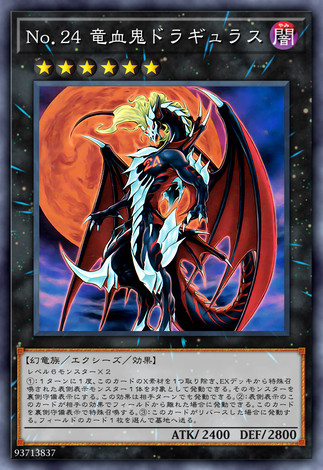 No.24 竜血鬼ドラギュラス
闇
やみ
【幻竜族/エクシーズ/効果】
レベル6モンスター×2
①:1ターンに1度、このカードのX素材を1つ取り除き、EXデッキから特殊召
喚された表側表示モンスター1体を対象として発動できる。そのモンスターを
裏側守備表示にする。この効果は相手ターンでも発動できる。②:表側表示のこ
のカードが相手の効果でフィールドから離れた場合に発動できる。このカード
を裏側守備表示で特殊召喚する。③:このカードがリバースした場合に発動す
る。フィールドのカード1枚を選んで墓地へ送る。
ATK/2400 DEF/2800
93713837